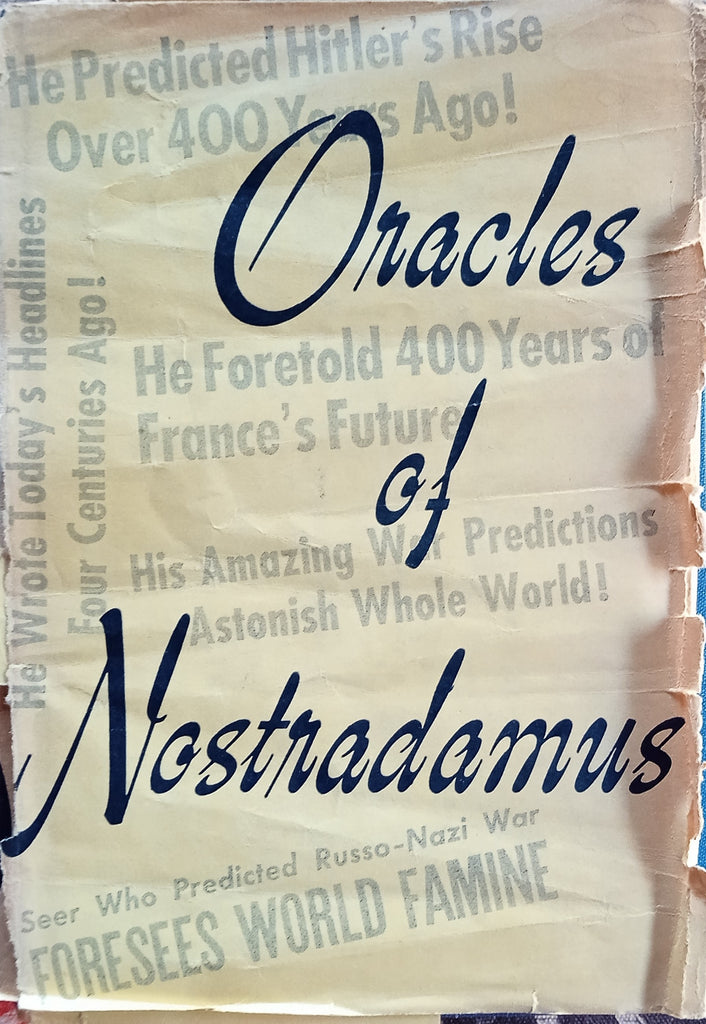 He Predicted Hitler's Rise
Over 400 Years Ago!
Oracles
He Wrote Today's Headlines
Four Centuries Ago!
He Foretold 400 Years of
France's Future
of
His Amazing War Predictions
Astonish Whole World!
Nostradamus
Seer Who Predicted Russo-Nazi War
FORESEES WORLD FAMINE